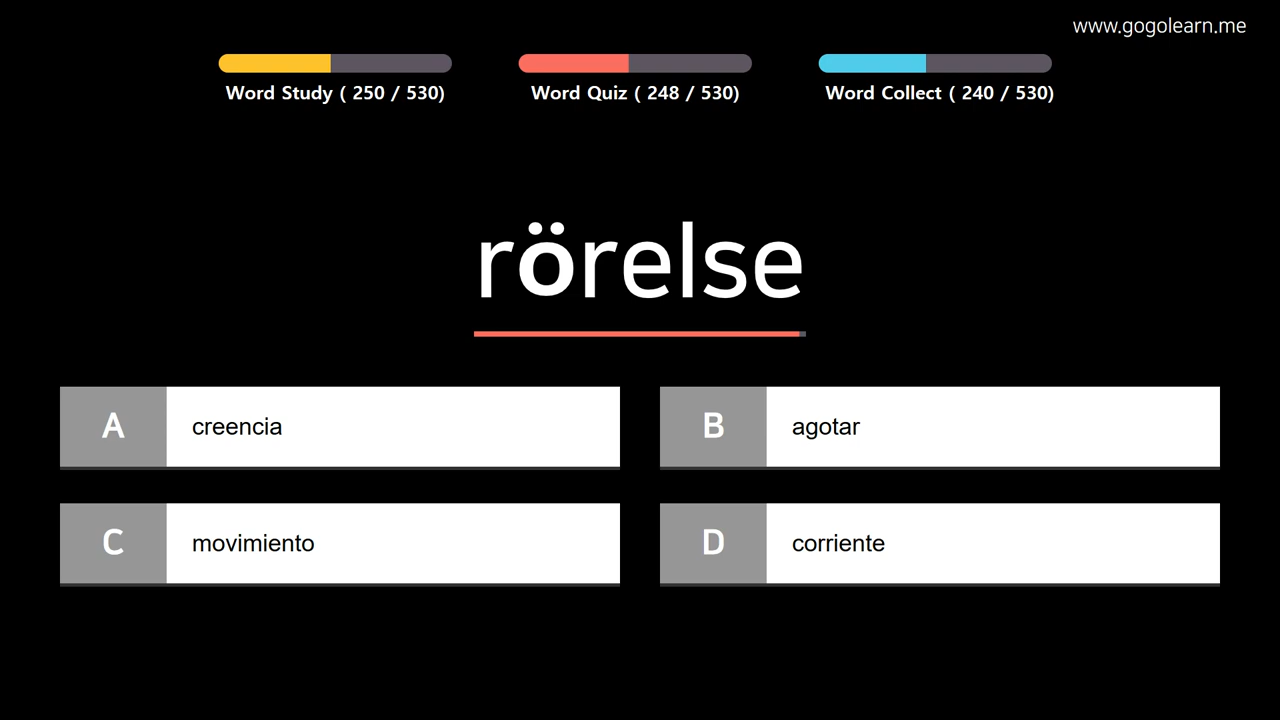 www.gogolearn.me
Word Study ( 250 / 530)
Word Quiz ( 248 / 530)
Word Collect ( 240 / 530)
rörelse
A creencia
B agotar
C movimiento
D corriente